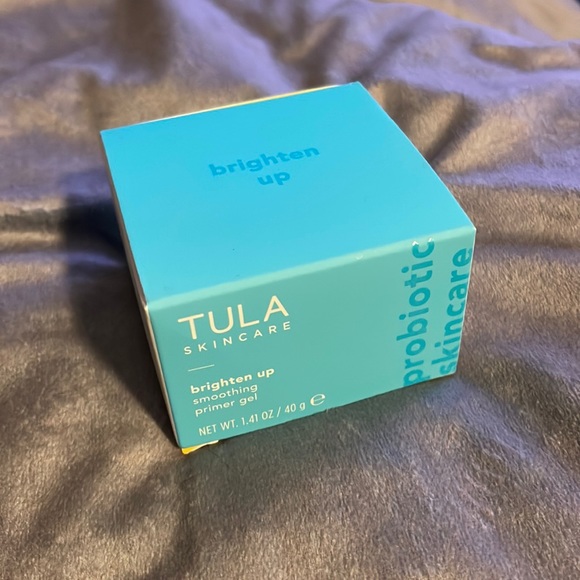 brighten
up
TULA
SKINCARE
brighten up
smoothing
primer gel
NET WT. 1.41 OZ / 40 g ℮
probiotic
skincare